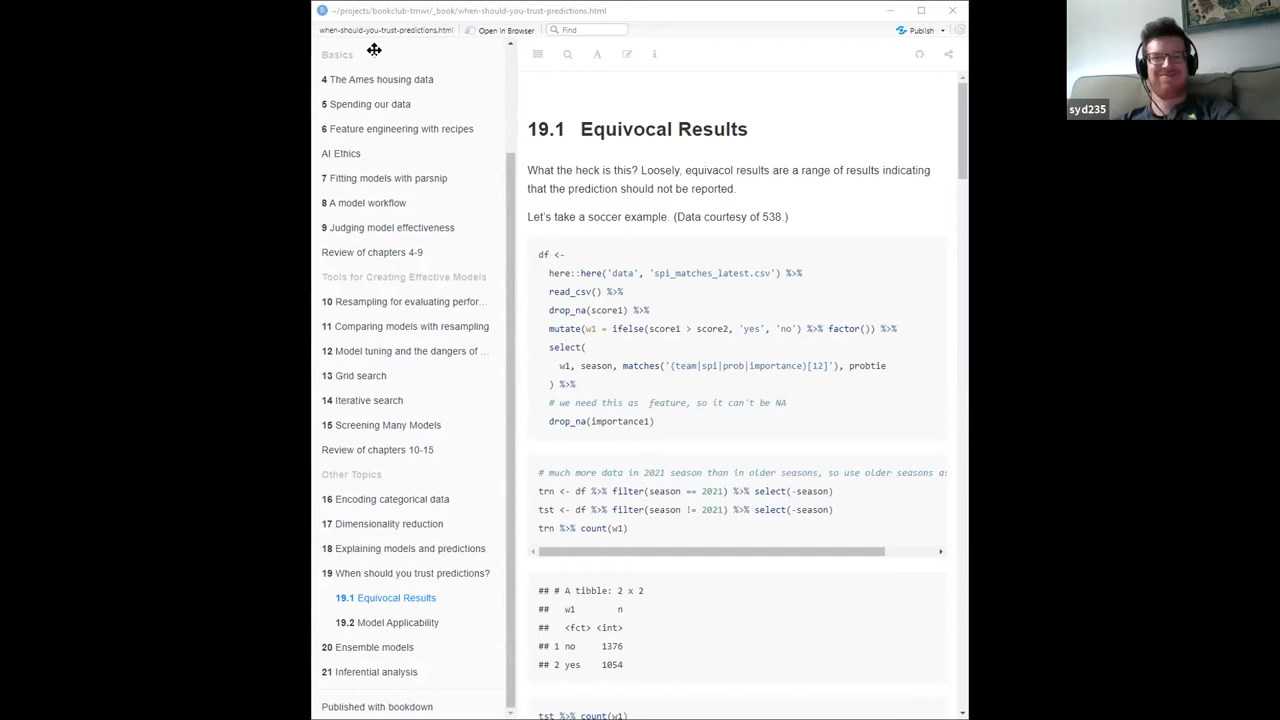 ~/projects/bookclub-tmwr/_book/when-should-you-trust-predictions.html
when-should-you-trust-predictions.html
Open in Browser
Find
Publish
Basics
4 The Ames housing data
5 Spending our data
6 Feature engineering with recipes
AI Ethics
7 Fitting models with parsnip
8 A model workflow
9 Judging model effectiveness
Review of chapters 4-9
Tools for Creating Effective Models
10 Resampling for evaluating perfor…
11 Comparing models with resampling
12 Model tuning and the dangers of …
13 Grid search
14 Iterative search
15 Screening Many Models
Review of chapters 10-15
Other Topics
16 Encoding categorical data
17 Dimensionality reduction
18 Explaining models and predictions
19 When should you trust predictions?
19.1 Equivocal Results
19.2 Model Applicability
20 Ensemble models
21 Inferential analysis
Published with bookdown
19.1 Equivocal Results
What the heck is this? Loosely, equivacol results are a range of results indicating
that the prediction should not be reported.
Let's take a soccer example. (Data courtesy of 538.)
df <-
here::here('data', 'spi_matches_latest.csv') %>%
read_csv() %>%
drop_na(score1) %>%
mutate(w1 = ifelse(score1 > score2, 'yes', 'no') %>% factor()) %>%
select(
w1, season, matches('(team|spi|prob|importance)[12]'), probtie
) %>%
# we need this as feature, so it can't be NA
drop_na(importance1)
# much more data in 2021 season than in older seasons, so use older seasons as
trn <- df %>% filter(season == 2021) %>% select(-season)
tst <- df %>% filter(season != 2021) %>% select(-season)
trn %>% count(w1)
## # A tibble: 2 x 2
## w1 n
## <fct> <int>
## 1 no 1376
## 2 yes 1054
tst %>% count(w1)
syd235